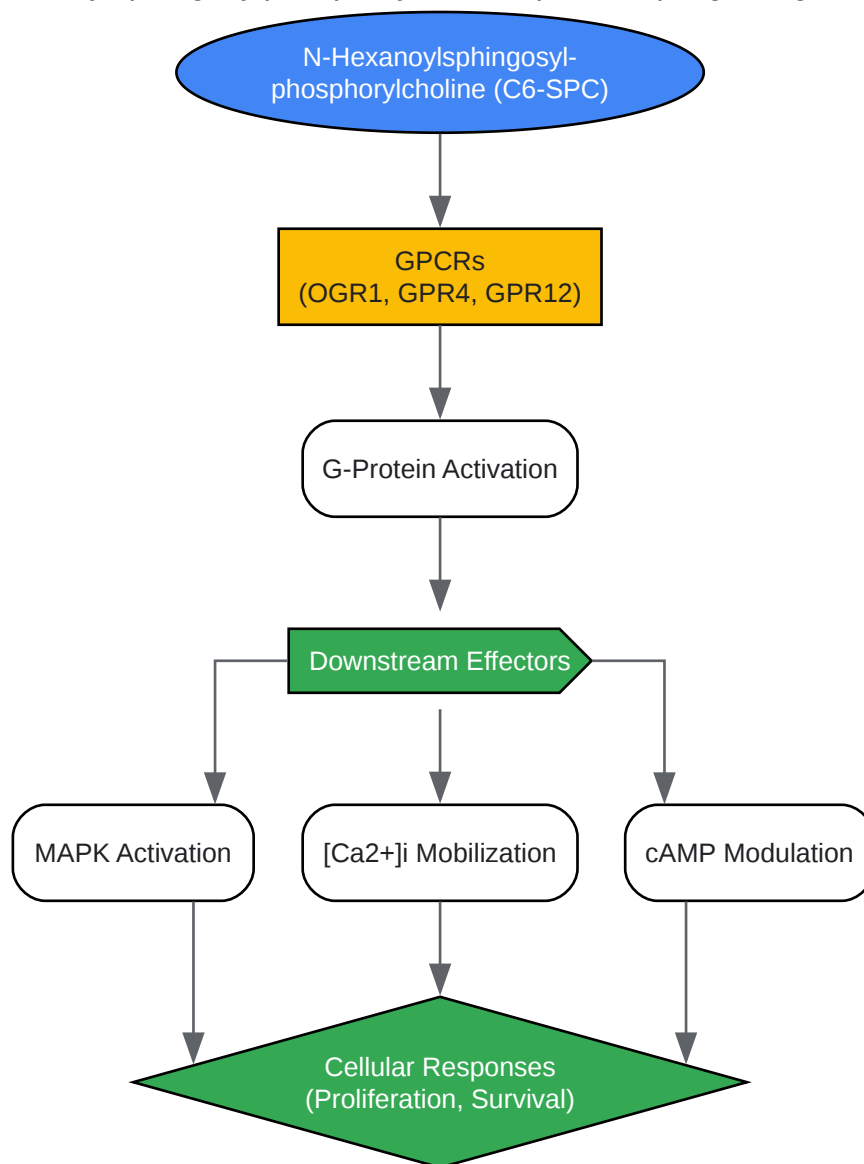 N-Hexanoylsphingosyl-
phosphorylcholine (C6-SPC)
GPCRs
(OGR1, GPR4, GPR12)
G-Protein Activation
Downstream Effectors
MAPK Activation
[Ca2+]i Mobilization
cAMP Modulation
Cellular Responses
(Proliferation, Survival)